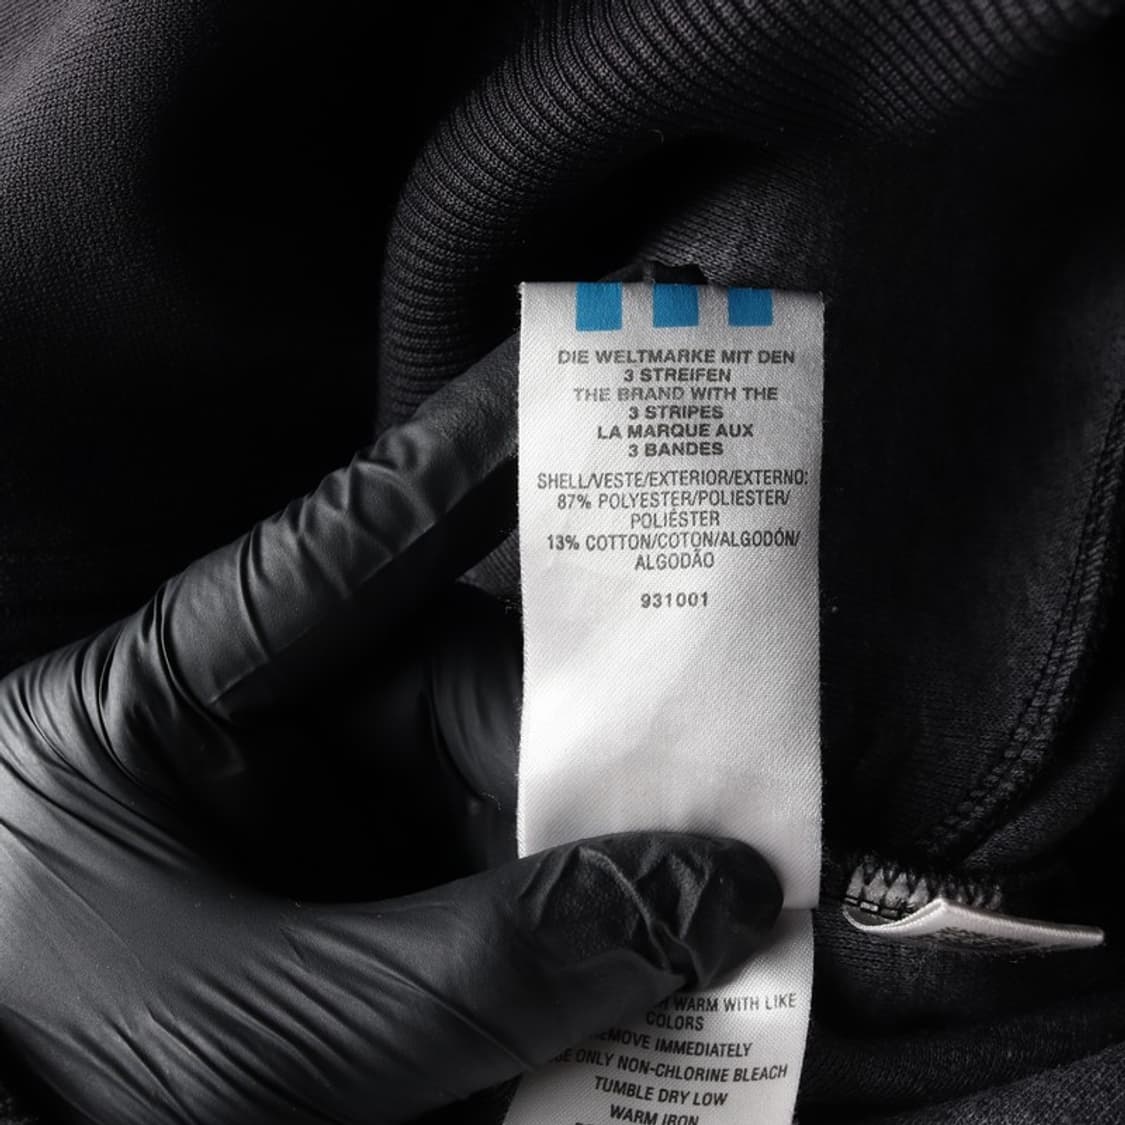 DIE WELTMARKE MIT DEN
3 STREIFEN
THE BRAND WITH THE
3 STRIPES
LA MARQUE AUX
3 BANDES
SHELL/VESTE/EXTERIOR/EXTERNO:
87% POLYESTER/POLIESTER/
POLIÉSTER
13% COTTON/COTON/ALGODÓN/
ALGODÃO
931001
WARM WITH LIKE
COLORS
REMOVE IMMEDIATELY
ONLY NON-CHLORINE BLEACH
TUMBLE DRY LOW
WARM IRON